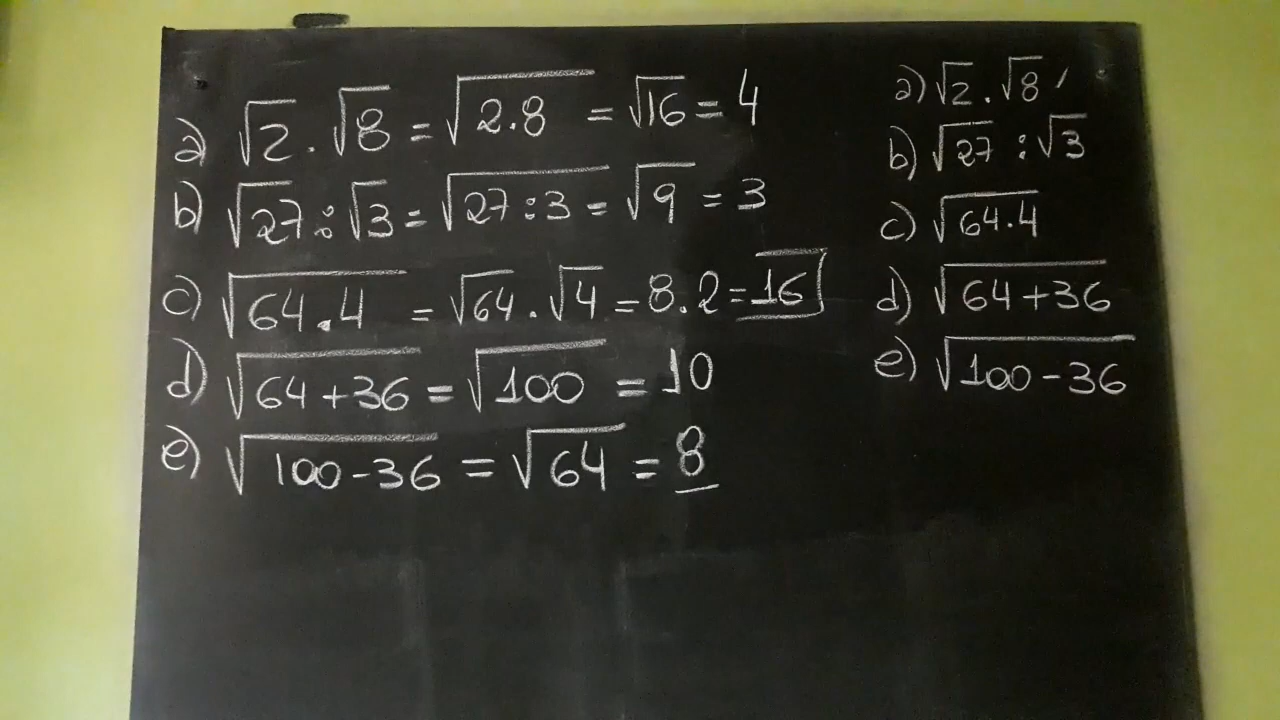 a) √2 . √8 = √2.8 = √16 = 4
b) √27 : √3 = √27:3 = √9 = 3
c) √64.4 = √64 . √4 = 8.2 = 16
d) √64+36 = √100 = 10
e) √100-36 = √64 = 8
a) √2 . √8
b) √27 : √3
c) √64.4
d) √64+36
e) √100-36